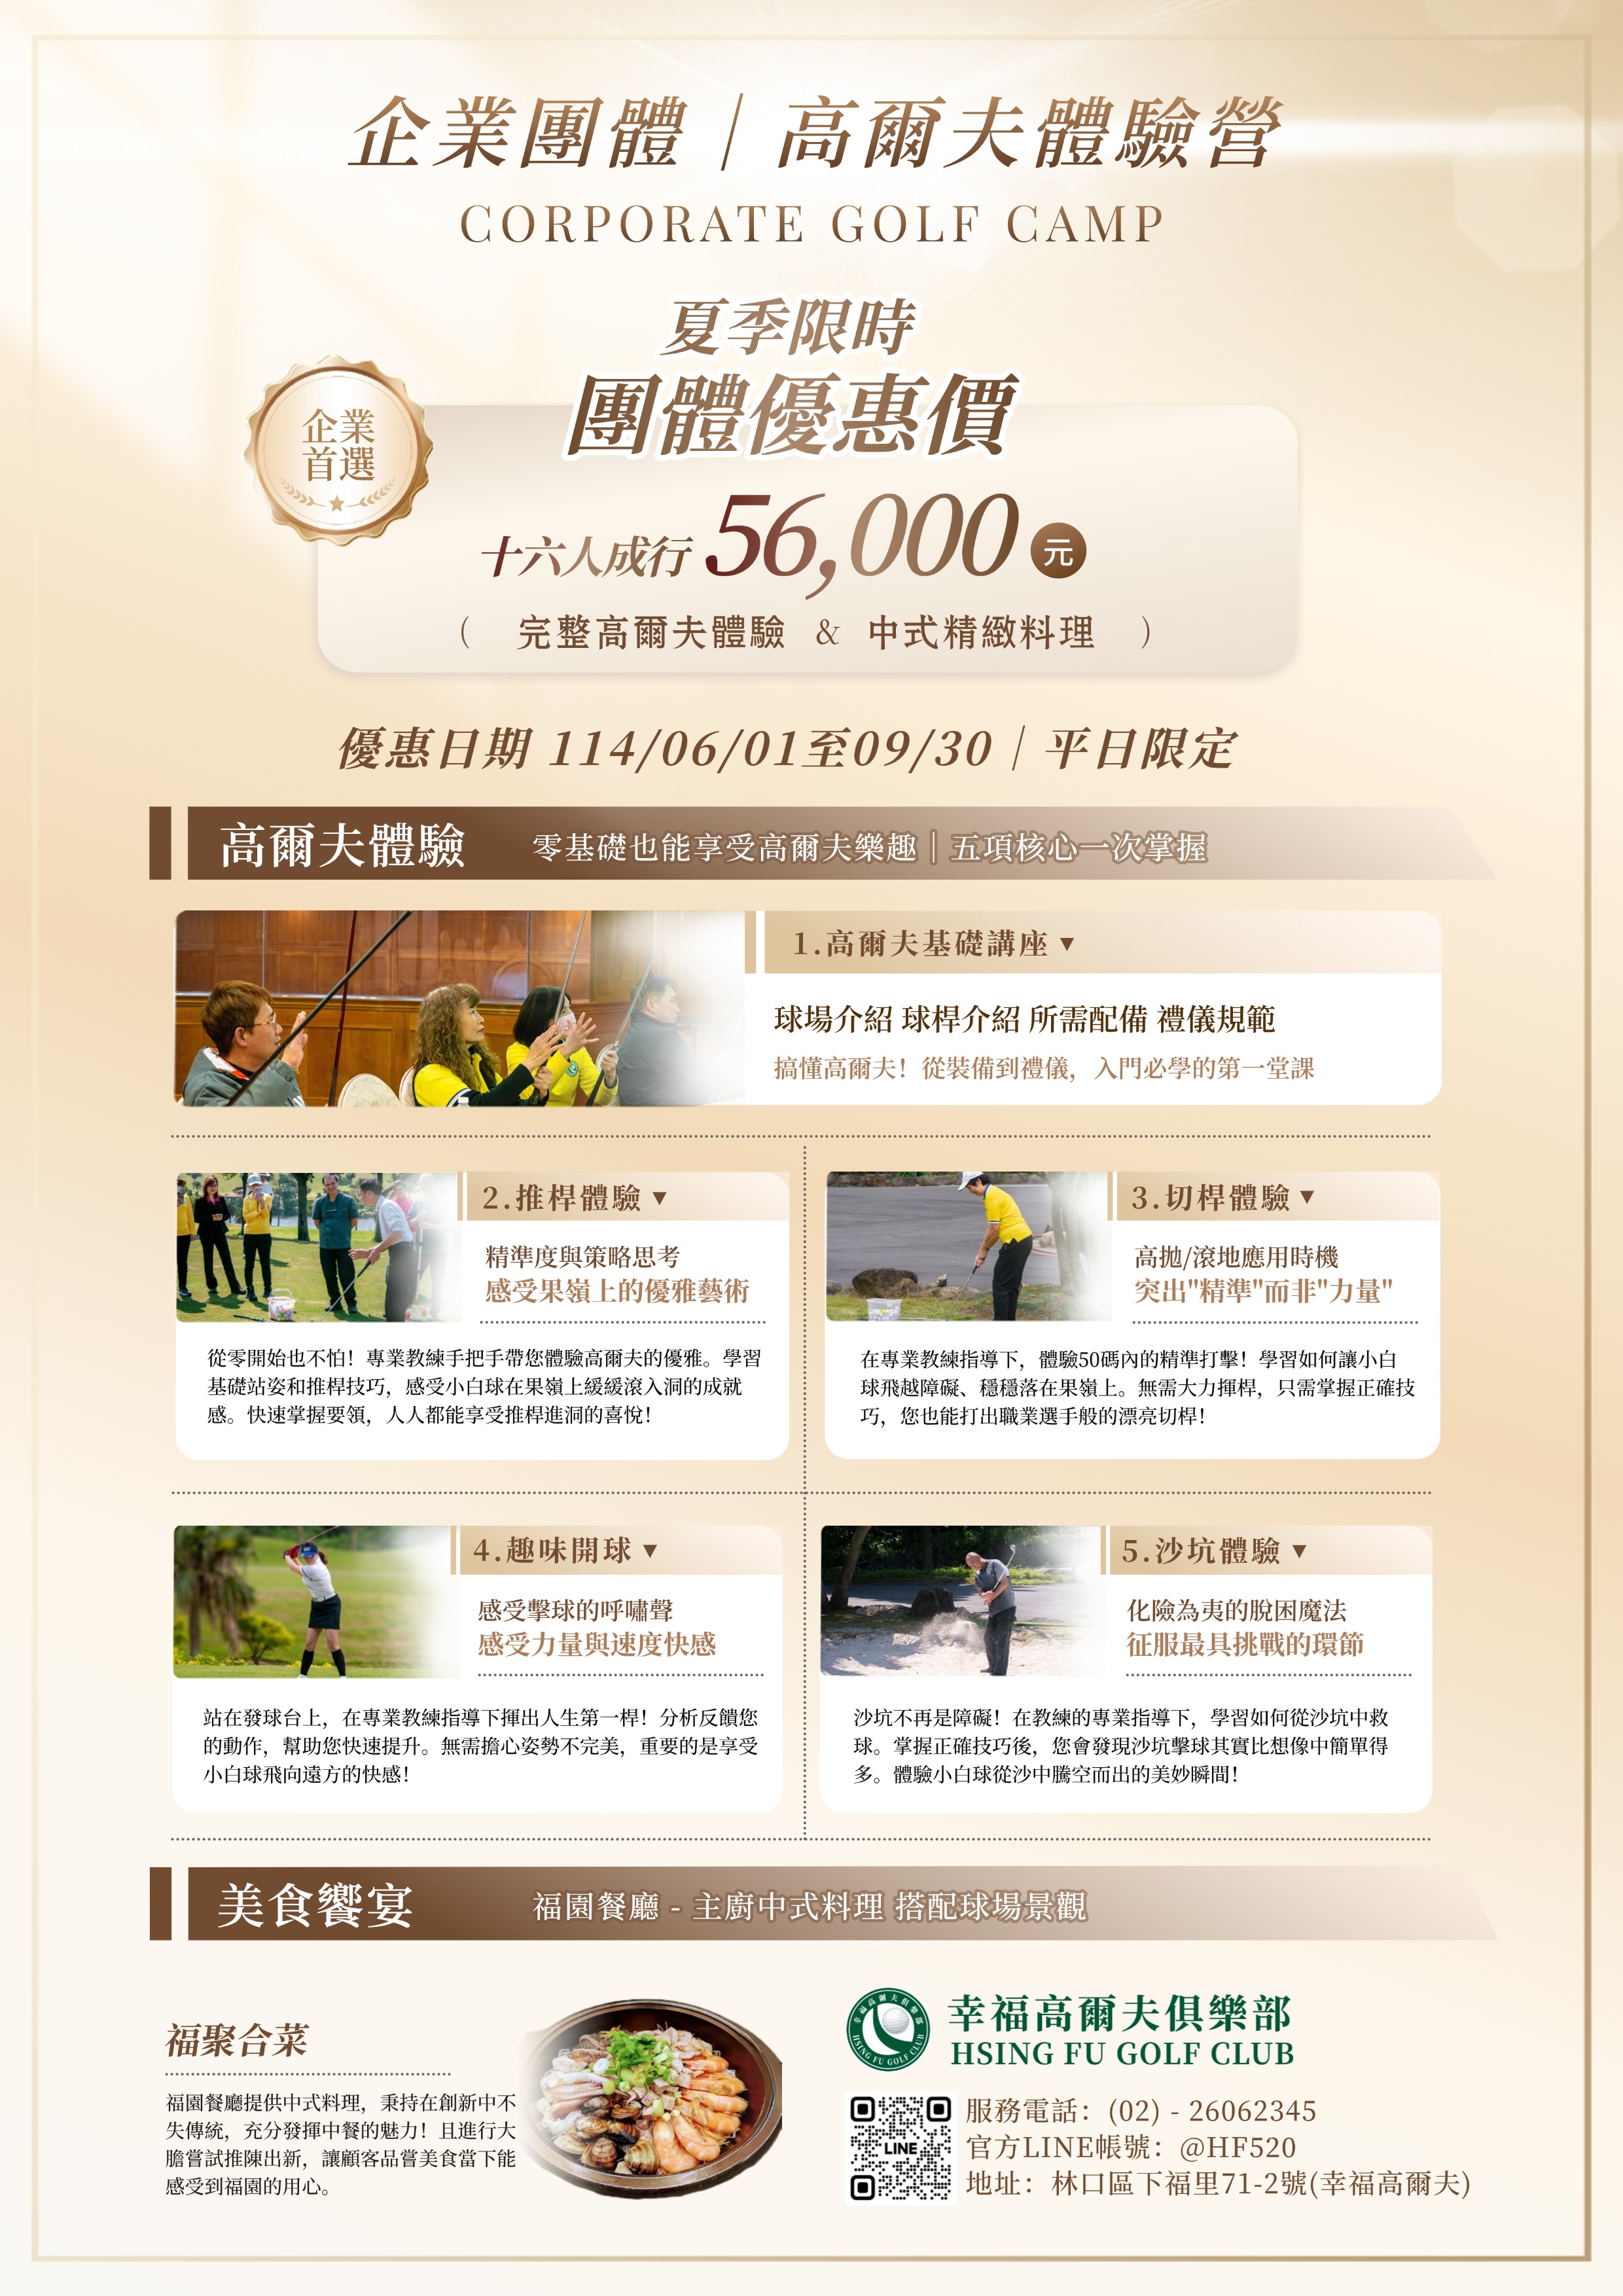 企業團體｜高爾夫體驗營
CORPORATE GOLF CAMP
夏季限時
團體優惠價
企業
首選
十六人成行 56,000 元
（ 完整高爾夫體驗 & 中式精緻料理 ）
優惠日期 114/06/01至09/30｜平日限定
高爾夫體驗 零基礎也能享受高爾夫樂趣｜五項核心一次掌握
1.高爾夫基礎講座▼
球場介紹 球桿介紹 所需配備 禮儀規範
搞懂高爾夫！從裝備到禮儀，入門必學的第一堂課
2.推桿體驗▼
精準度與策略思考
感受果嶺上的優雅藝術
從零開始也不怕！專業教練手把手帶您體驗高爾夫的優雅。學習
基礎站姿和推桿技巧，感受小白球在果嶺上緩緩滾入洞的成就
感。快速掌握要領，人人都能享受推桿進洞的喜悅！
3.切桿體驗▼
高拋/滾地應用時機
突出"精準"而非"力量"
在專業教練指導下，體驗50碼內的精準打擊！學習如何讓小白
球飛越障礙、穩穩落在果嶺上。無需大力揮桿，只需掌握正確技
巧，您也能打出職業選手般的漂亮切桿！
4.趣味開球▼
感受擊球的呼嘯聲
感受力量與速度快感
站在發球台上，在專業教練指導下揮出人生第一桿！分析反饋您
的動作，幫助您快速提升。無需擔心姿勢不完美，重要的是享受
小白球飛向遠方的快感！
5.沙坑體驗▼
化險為夷的脫困魔法
征服最具挑戰的環節
沙坑不再是障礙！在教練的專業指導下，學習如何從沙坑中救
球。掌握正確技巧後，您會發現沙坑擊球其實比想像中簡單得
多。體驗小白球從沙中騰空而出的美妙瞬間！
美食饗宴 福園餐廳 - 主廚中式料理 搭配球場景觀
福聚合菜
福園餐廳提供中式料理，秉持在創新中不
失傳統，充分發揮中餐的魅力！且進行大
膽嘗試推陳出新，讓顧客品嘗美食當下能
感受到福園的用心。
幸福高爾夫俱樂部
HSING FU GOLF CLUB
幸福高爾夫俱樂部
HSING FU GOLF CLUB
LINE
服務電話：(02) - 26062345
官方LINE帳號：@HF520
地址：林口區下福里71-2號(幸福高爾夫)